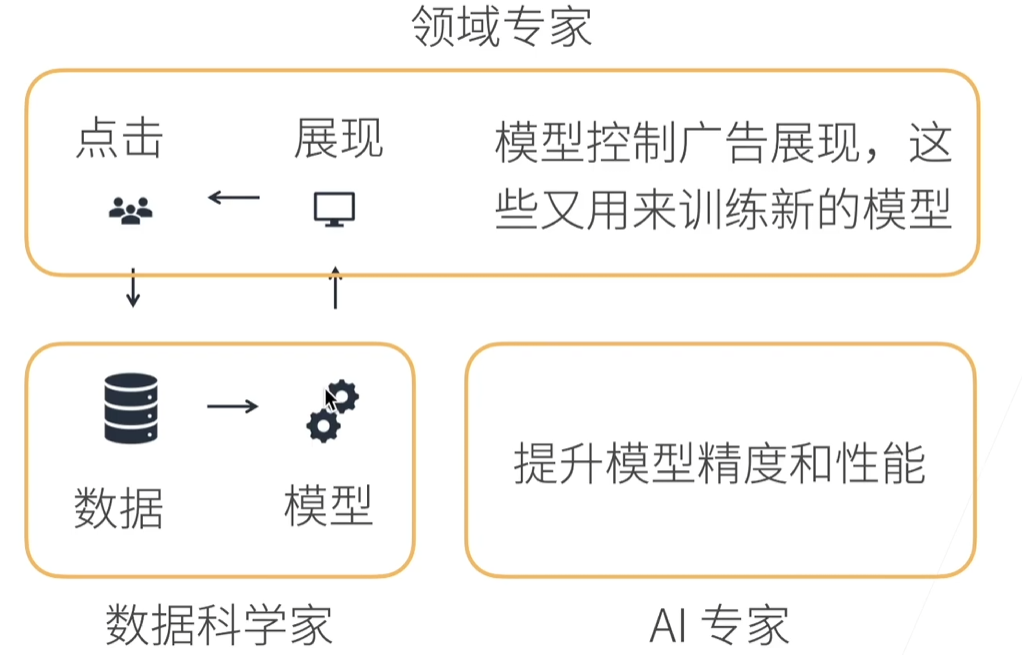 领域专家
点击
展现
模型控制广告展现，这
些又用来训练新的模型
数据
模型
提升模型精度和性能
数据科学家
AI 专家